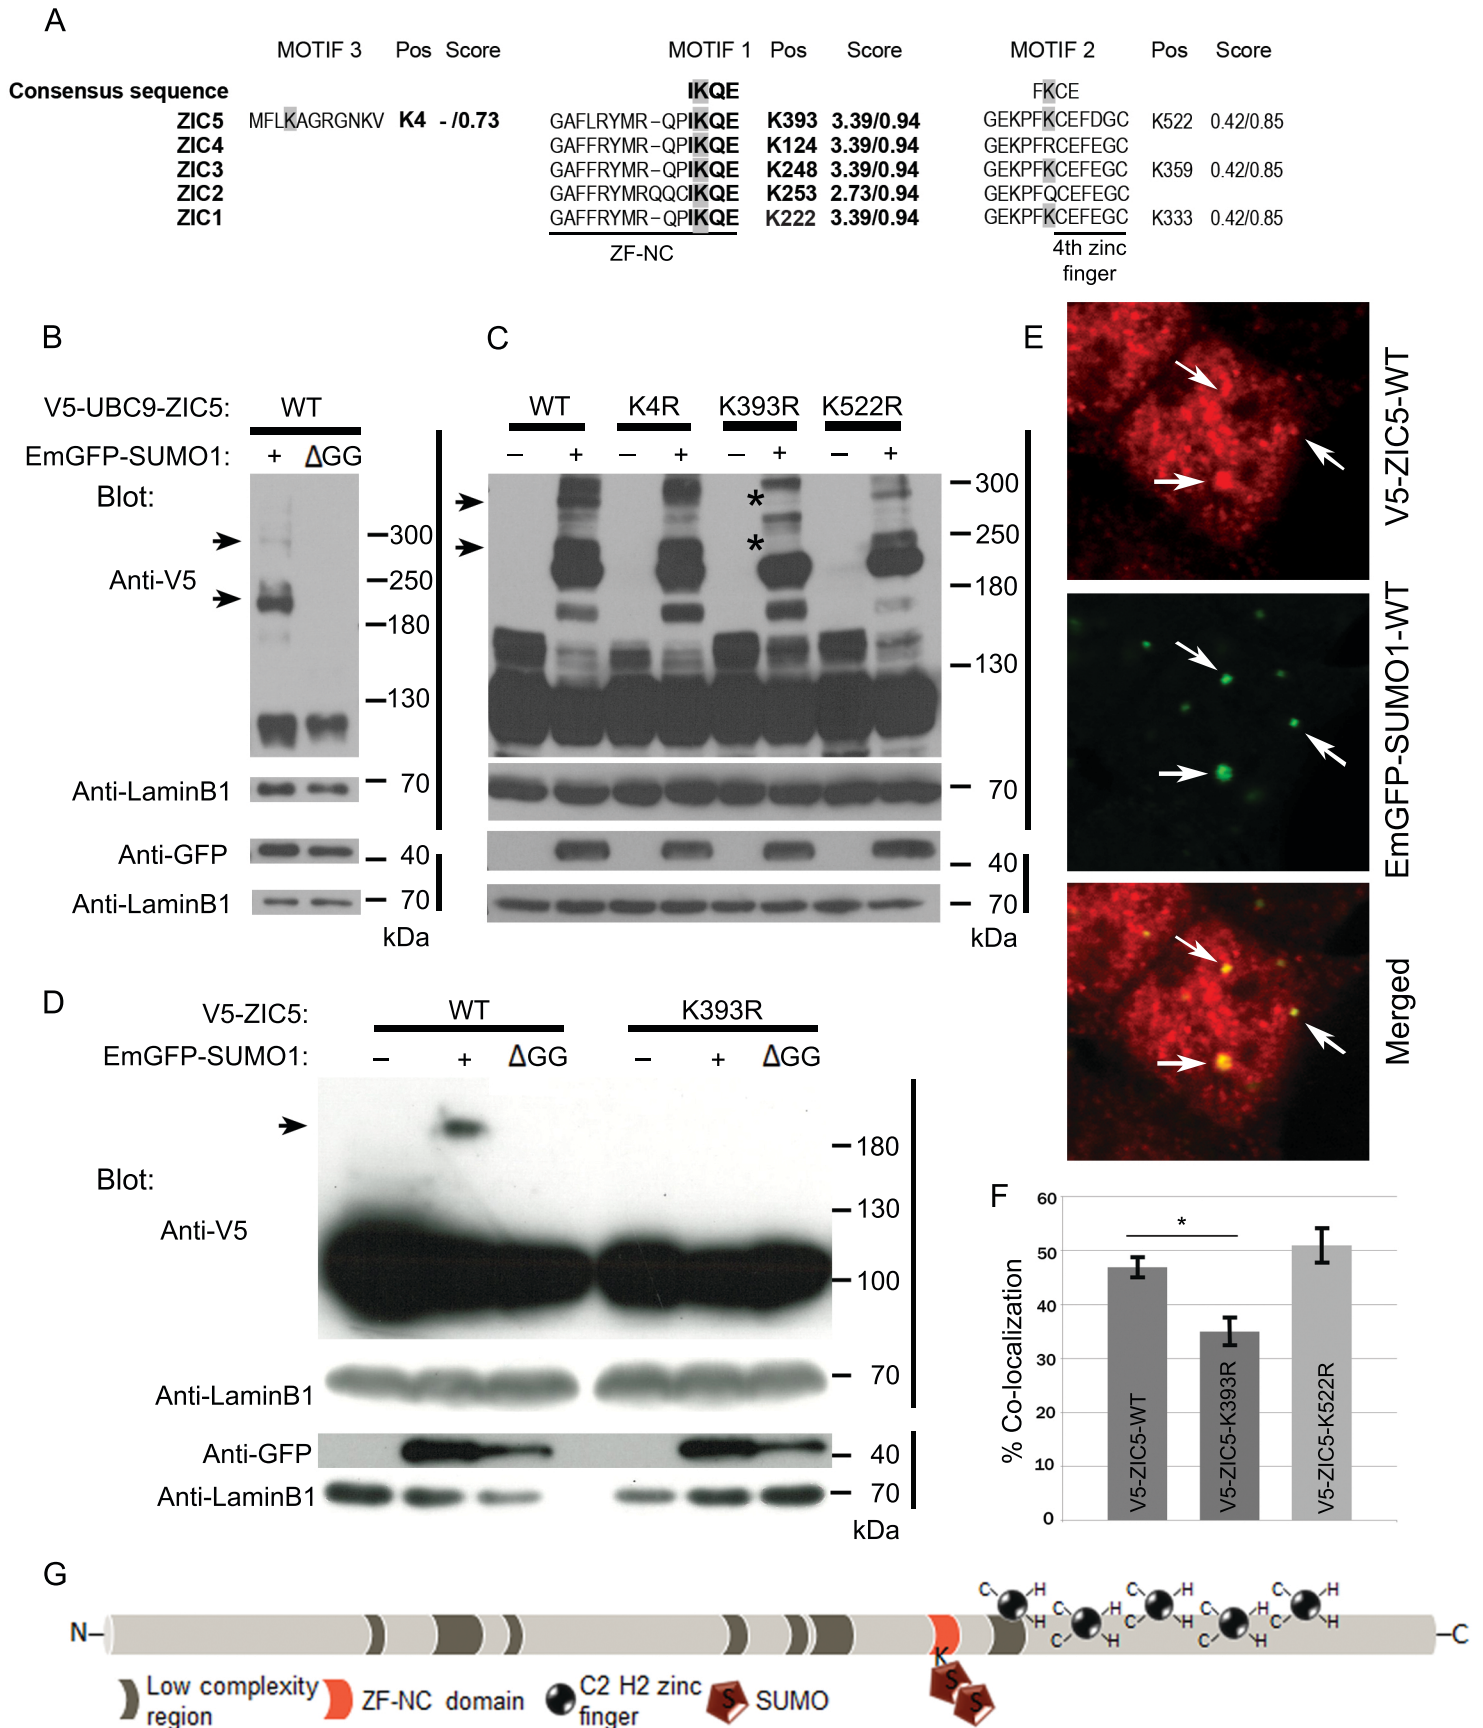 A
MOTIF 3 Pos Score MOTIF 1 Pos Score MOTIF 2 Pos Score
Consensus sequence IKQE FKCE
ZIC5 MFLKAGRGNKV K4 - /0.73 GAFLRYMR–QPIKQE K393 3.39/0.94 GEKPFKCEFDGC K522 0.42/0.85
ZIC4 GAFFRYMR–QPIKQE K124 3.39/0.94 GEKPFRCEFEGC
ZIC3 GAFFRYMR–QPIKQE K248 3.39/0.94 GEKPFKCEFEGC K359 0.42/0.85
ZIC2 GAFFRYMRQQCIKQE K253 2.73/0.94 GEKPFQCEFEGC
ZIC1 GAFFRYMR–QPIKQE K222 3.39/0.94 GEKPFKCEFEGC K333 0.42/0.85
ZF-NC
4th zinc
finger
B
V5-UBC9-ZIC5: WT
EmGFP-SUMO1: + ΔGG
Blot:
Anti-V5
300
250
180
130
Anti-LaminB1 70
Anti-GFP 40
Anti-LaminB1 70
kDa
C
WT K4R K393R K522R
– + – + – + – +
*
*
300
250
180
130
70
40
70
kDa
D
V5-ZIC5: WT K393R
EmGFP-SUMO1: – + ΔGG – + ΔGG
Blot:
Anti-V5
180
130
100
Anti-LaminB1 70
Anti-GFP 40
Anti-LaminB1 70
kDa
E
V5-ZIC5-WT
EmGFP-SUMO1-WT
Merged
F
% Co-localization
60
50
40
30
20
10
0
*
V5-ZIC5-WT
V5-ZIC5-K393R
V5-ZIC5-K522R
G
N– –C
C H C H
C H C H C H
H C H C H
C H C H
K
S
S
Low complexity
region
ZF-NC domain
C2 H2 zinc
finger
S SUMO